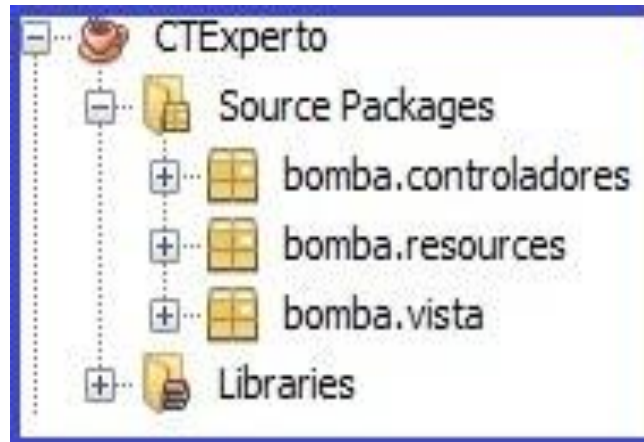 CTExperto
Source Packages
bomba.controladores
bomba.resources
bomba.vista
Libraries